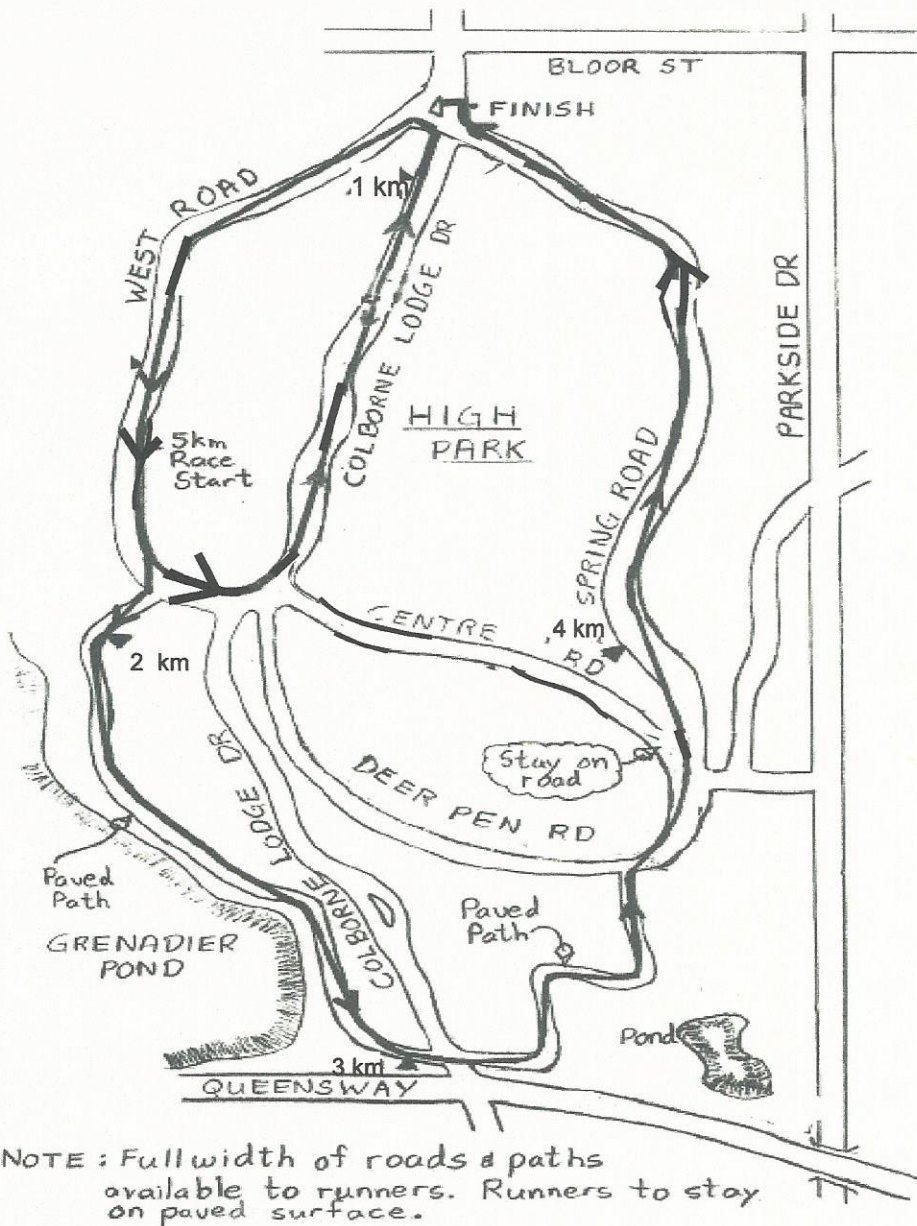 BLOOR ST
FINISH
1 km
WEST ROAD
COLBORNE LODGE DR
PARKSIDE DR
HIGH
PARK
5km
Race
Start
SPRING ROAD
CENTRE
RD
4 km
2 km
Stay on
road
DEER PEN RD
COLBORNE LODGE DR
Paved
Path
Paved
Path
GRENADIER
POND
Pond
3 km
QUEENSWAY
NOTE : Full width of roads & paths
available to runners. Runners to stay
on paved surface.